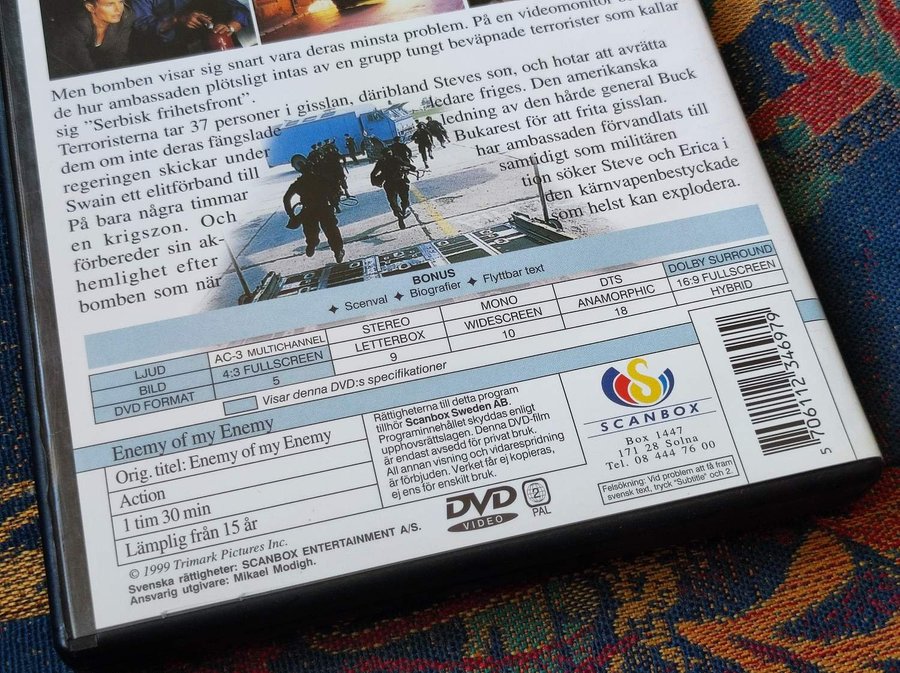 Men bomben visar sig snart vara deras minsta problem. På en videomonitor
de hur ambassaden plötsligt intas av en grupp tungt beväpnade terrorister som kallar
sig "Serbisk frihetsfront".
Terroristerna tar 37 personer i gisslan, däribland Steves son, och hotar att avrätta
dem om inte deras fängslade ledare friges. Den amerikanska
regeringen skickar under ledning av den hårde general Buck
Swain ett elitförband till Bukarest för att frita gisslan.
På bara några timmar har ambassaden förvandlats till
en krigszon. Och samtidigt som militären
förbereder sin ak- tion söker Steve och Erica i
hemlighet efter den kärnvapenbestyckade
bomben som när som helst kan explodera.
BONUS
Scenval Biografier Flyttbar text
LJUD AC-3 MULTICHANNEL STEREO MONO DTS DOLBY SURROUND
BILD 4:3 FULLSCREEN LETTERBOX WIDESCREEN ANAMORPHIC 16:9 FULLSCREEN
DVD FORMAT 5 9 10 18 HYBRID
Visar denna DVD:s specifikationer
Enemy of my Enemy
Orig. titel: Enemy of my Enemy
Action
1 tim 30 min
Lämplig från 15 år
Rättigheterna till detta program
tillhör Scanbox Sweden AB.
Programinnehållet skyddas enligt
upphovsrättslagen. Denna DVD-film
är endast avsedd för privat bruk.
All annan visning och vidarespridning
är förbjuden. Verket får ej kopieras,
ej ens för enskilt bruk.
S
SCANBOX
Box 1447
171 28 Solna
Tel. 08 444 76 00
Felsökning: Vid problem att få fram
svensk text, tryck "Subtitle" och 2.
5 706112 346979
DVD
VIDEO
2
PAL
© 1999 Trimark Pictures Inc.
Svenska rättigheter: SCANBOX ENTERTAINMENT A/S.
Ansvarig utgivare: Mikael Modigh.